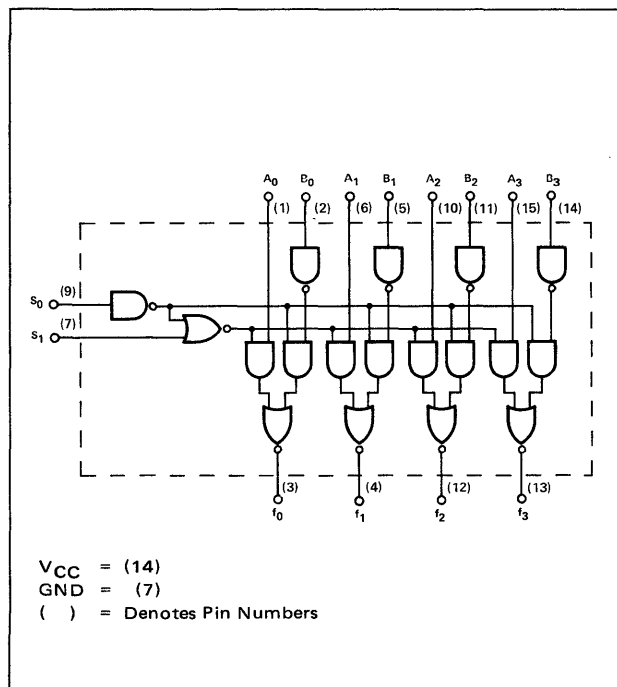 A0 B0 A1 B1 A2 B2 A3 B3
(1) (2) (6) (5) (10) (11) (15) (14)
S0 (9)
S1 (7)
(3) (4) (12) (13)
f0 f1 f2 f3
VCC = (14)
GND = (7)
( ) = Denotes Pin Numbers